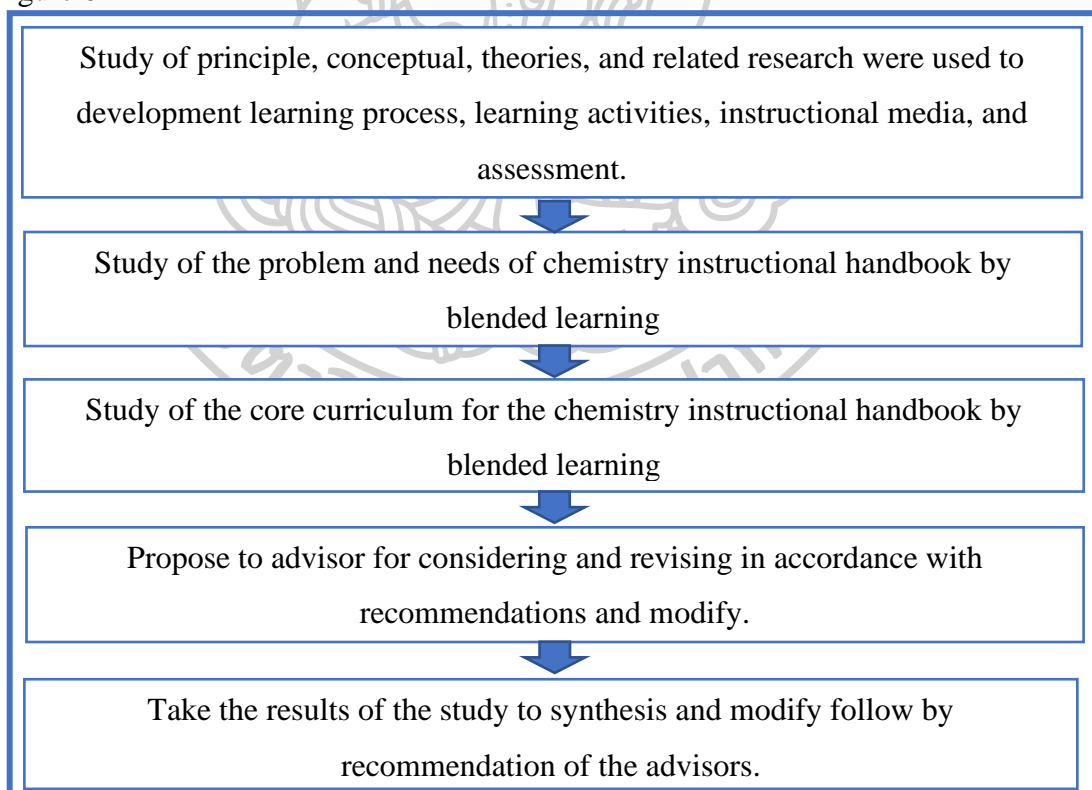 Study of principle, conceptual, theories, and related research were used to
development learning process, learning activities, instructional media, and
assessment.
Study of the problem and needs of chemistry instructional handbook by
blended learning
Study of the core curriculum for the chemistry instructional handbook by
blended learning
Propose to advisor for considering and revising in accordance with
recommendations and modify.
Take the results of the study to synthesis and modify follow by
recommendation of the advisors.